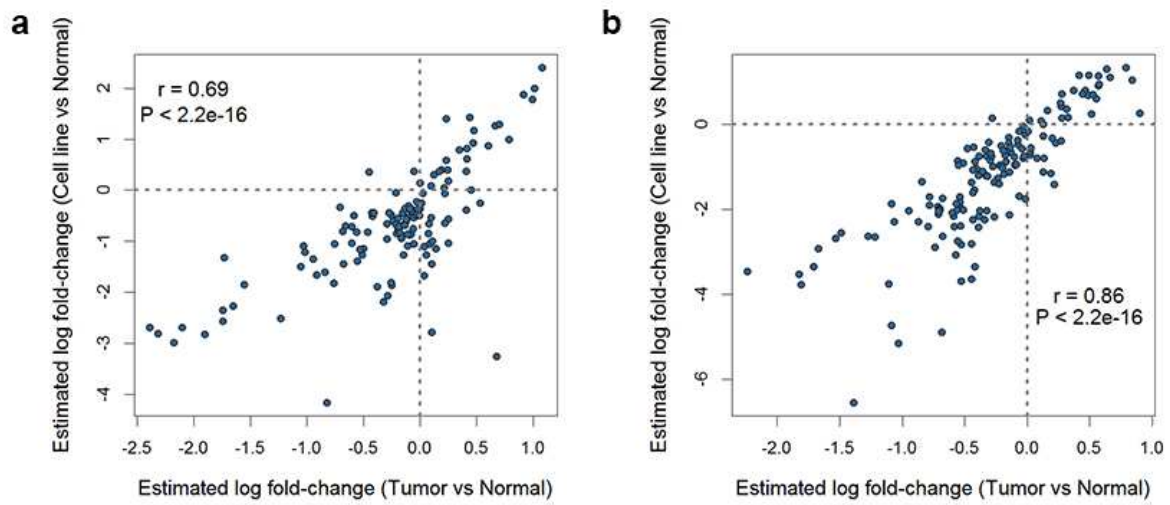 a
Estimated log fold-change (Cell line vs Normal)
2
1
0
-1
-2
-3
-4
r = 0.69
P < 2.2e-16
-2.5 -2.0 -1.5 -1.0 -0.5 0.0 0.5 1.0
Estimated log fold-change (Tumor vs Normal)
b
Estimated log fold-change (Cell line vs Normal)
0
-2
-4
-6
r = 0.86
P < 2.2e-16
-2.0 -1.5 -1.0 -0.5 0.0 0.5 1.0
Estimated log fold-change (Tumor vs Normal)